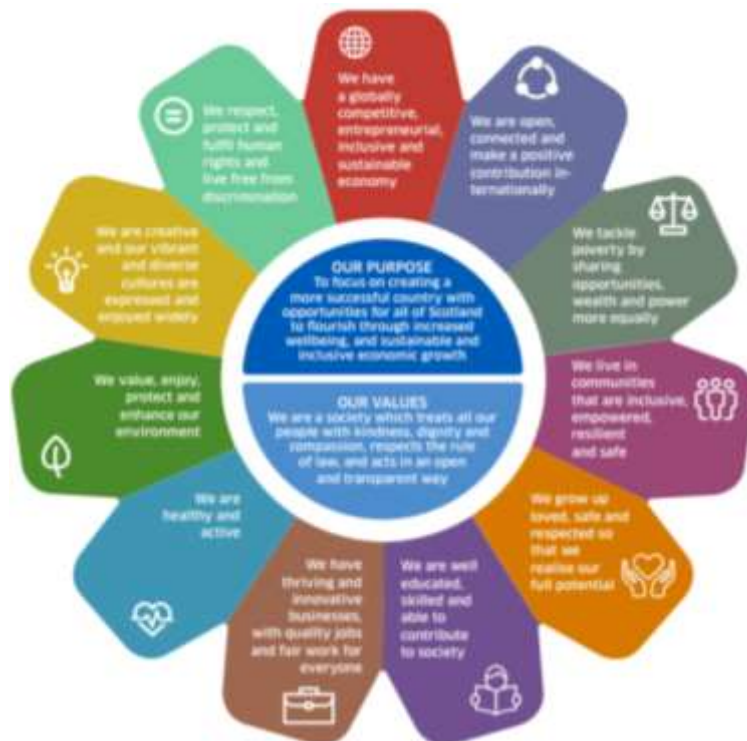 We have
a globally
competitive,
entrepreneurial,
inclusive and
sustainable
economy
We are open,
connected and
make a positive
contribution in-
ternationally
We tackle
poverty by
sharing
opportunities,
wealth and power
more equally
We live in
communities
that are inclusive,
empowered,
resilient
and safe
We grow up
loved, safe and
respected so
that we
realise our
full potential
We are well
educated,
skilled and
able to
contribute
to society
We have
thriving and
innovative
businesses,
with quality jobs
and fair work for
everyone
We are
healthy and
active
We value, enjoy,
protect and
enhance our
environment
We are creative
and our vibrant
and diverse
cultures are
expressed and
enjoyed widely
We respect,
protect and
fulfil human
rights and
live free from
discrimination
OUR PURPOSE
To focus on creating a
more successful country with
opportunities for all of Scotland
to flourish through increased
wellbeing, and sustainable and
inclusive economic growth
OUR VALUES
We are a society which treats all our
people with kindness, dignity and
compassion, respects the rule
of law, and acts in an open
and transparent way